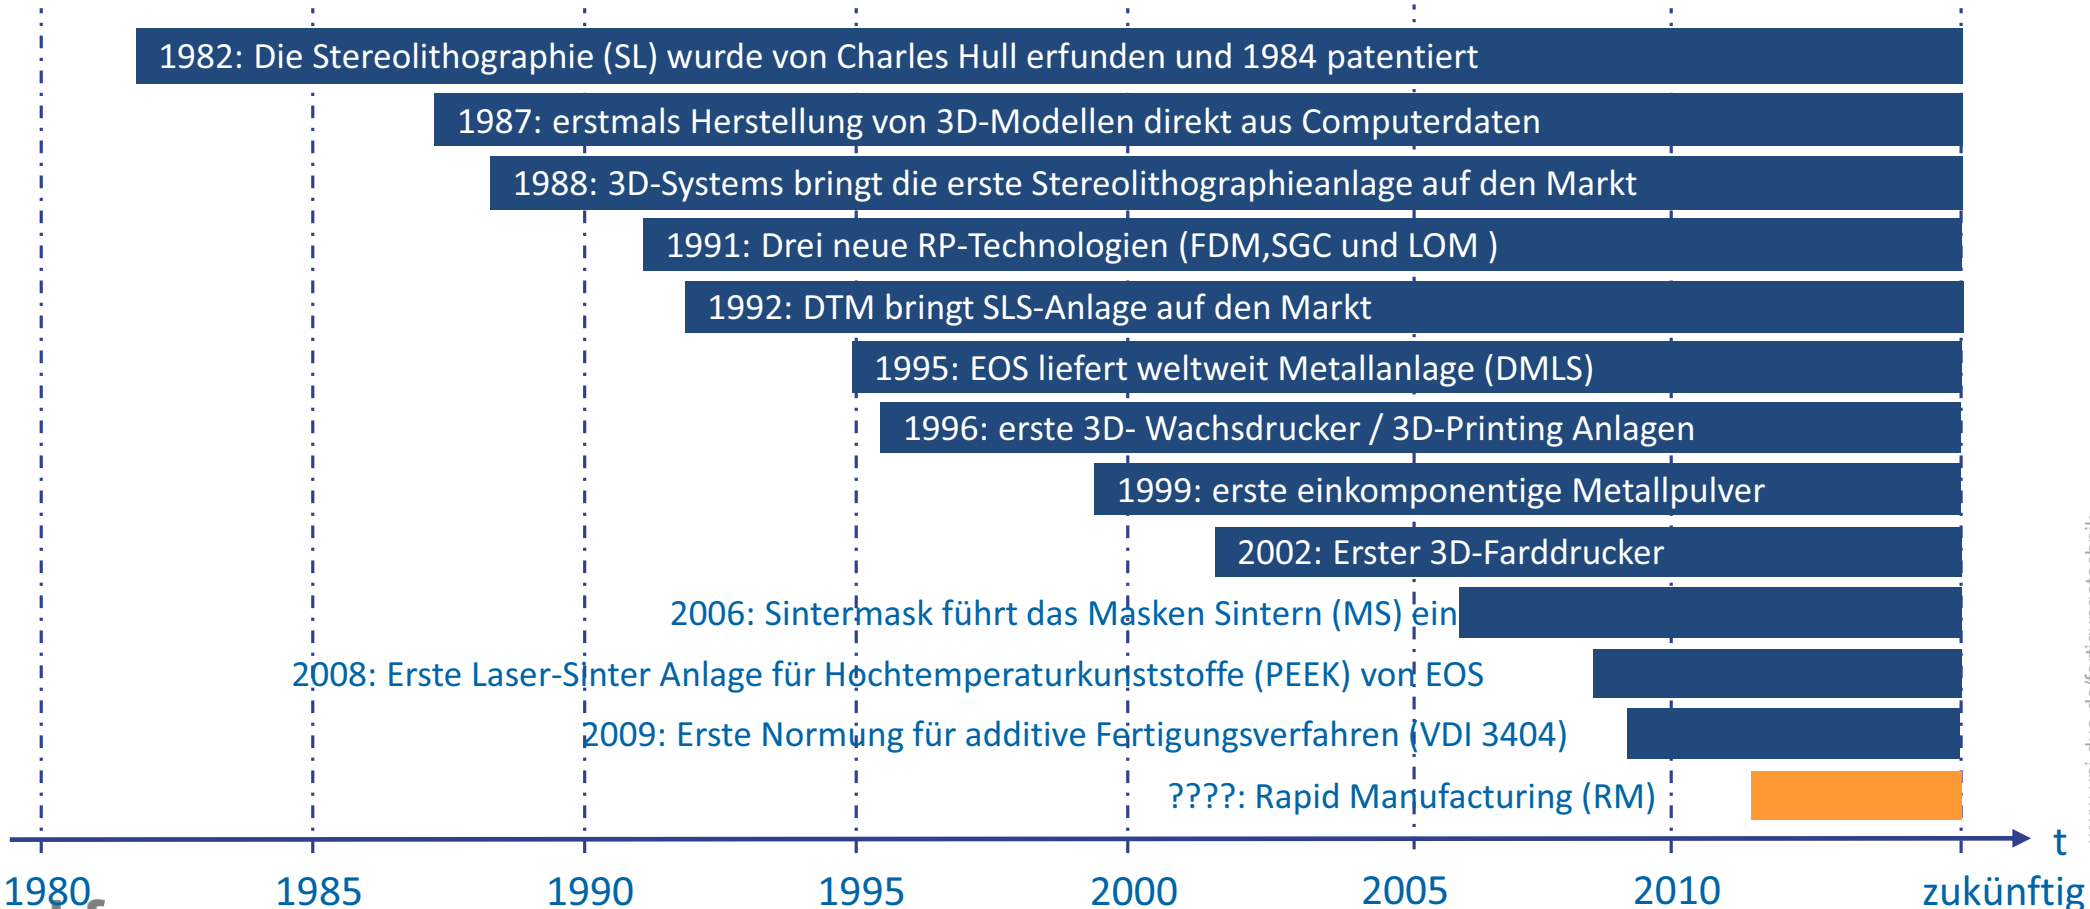 1982: Die Stereolithographie (SL) wurde von Charles Hull erfunden und 1984 patentiert
1987: erstmals Herstellung von 3D-Modellen direkt aus Computerdaten
1988: 3D-Systems bringt die erste Stereolithographieanlage auf den Markt
1991: Drei neue RP-Technologien (FDM,SGC und LOM )
1992: DTM bringt SLS-Anlage auf den Markt
1995: EOS liefert weltweit Metallanlage (DMLS)
1996: erste 3D- Wachsdrucker / 3D-Printing Anlagen
1999: erste einkomponentige Metallpulver
2002: Erster 3D-Farddrucker
2006: Sintermask führt das Masken Sintern (MS) ein
2008: Erste Laser-Sinter Anlage für Hochtemperaturkunststoffe (PEEK) von EOS
2009: Erste Normung für additive Fertigungsverfahren (VDI 3404)
????: Rapid Manufacturing (RM)
t
1980 1985 1990 1995 2000 2005 2010 zukünftig